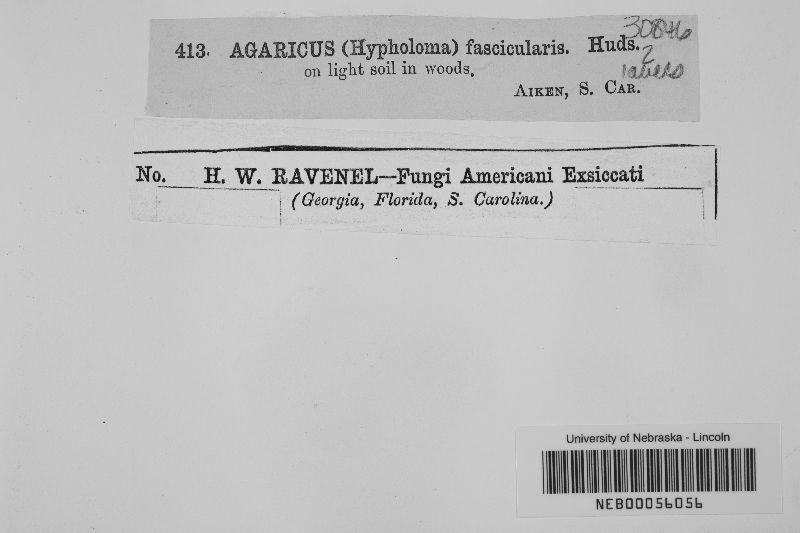 413. AGARICUS (Hypholoma) fascicularis. Huds.
on light soil in woods.
AIKEN, S. CAR.
30846
2
labels
No. H. W. RAVENEL—Fungi Americani Exsiccati
(Georgia, Florida, S. Carolina.)
University of Nebraska - Lincoln
NEB00056056